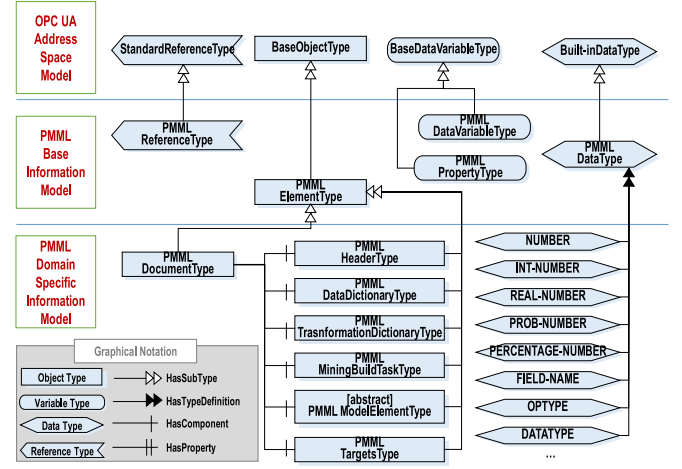 OPC UA
Address
Space
Model
StandardReferenceType
BaseObjectType
BaseDataVariableType
Built-inDataType
PMML
Base
Information
Model
PMML
ReferenceType
PMML
DataVariableType
PMML
PropertyType
PMML
DataType
PMML
ElementType
PMML
Domain
Specific
Information
Model
PMML
DocumentType
PMML
HeaderType
PMML
DataDictionaryType
PMML
TrasnformationDictionaryType
PMML
MiningBuildTaskType
[abstract]
PMML ModelElementType
PMML
TargetsType
NUMBER
INT-NUMBER
REAL-NUMBER
PROB-NUMBER
PERCENTAGE-NUMBER
FIELD-NAME
OPTYPE
DATATYPE
...
Graphical Notation
Object Type
HasSubType
Variable Type
HasTypeDefinition
Data Type
HasComponent
Reference Type
HasProperty